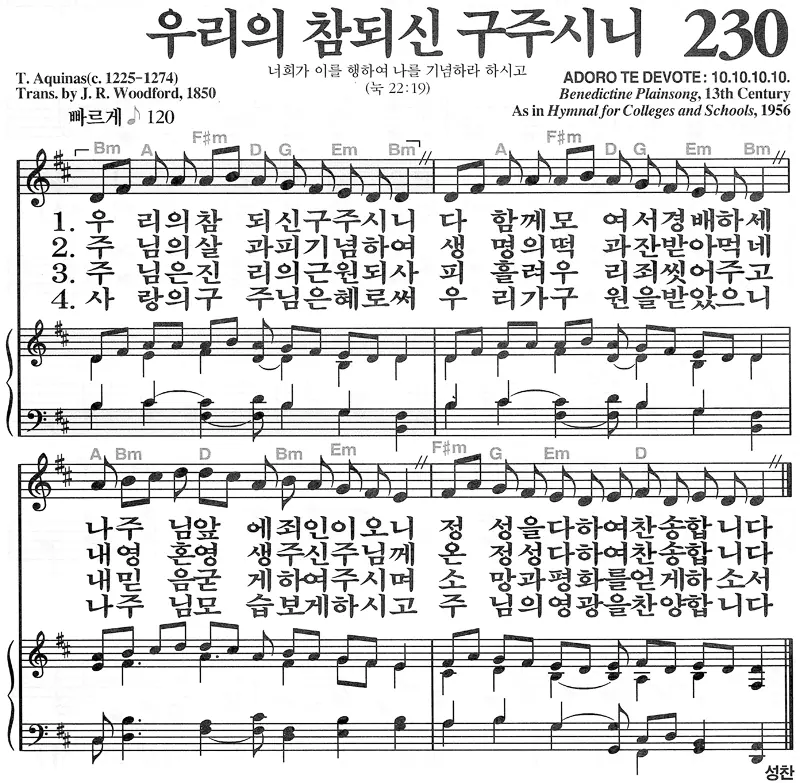 우리의 참되신 구주시니 230
너희가 이를 행하여 나를 기념하라 하시고
(눅 22:19)
T. Aquinas(c. 1225-1274)
Trans. by J. R. Woodford, 1850
ADORO TE DEVOTE : 10.10.10.10.
Benedictine Plainsong, 13th Century
As in Hymnal for Colleges and Schools, 1956
빠르게 ♪ 120
Bm A F#m D G Em Bm A F#m D G Em Bm
1. 우 리의참 되신구주시니 다 함께모 여서경배하세
2. 주 님의살 과피기념하여 생 명의떡 과잔받아먹네
3. 주 님은진 리의근원되사 피 흘려우 리죄씻어주고
4. 사 랑의구 주님은혜로써 우 리가구 원을받았으니
A Bm D Bm Em F#m G Em D
나주 님앞 에죄인이오니 정 성을다하여찬송합니다
내영 혼영 생주신주님께 온 정성다하여찬송합니다
내믿 음굳 게하여주시며 소 망과평화를얻게하소서
나주 님모 습보게하시고 주 님의영광을찬양합니다
성찬